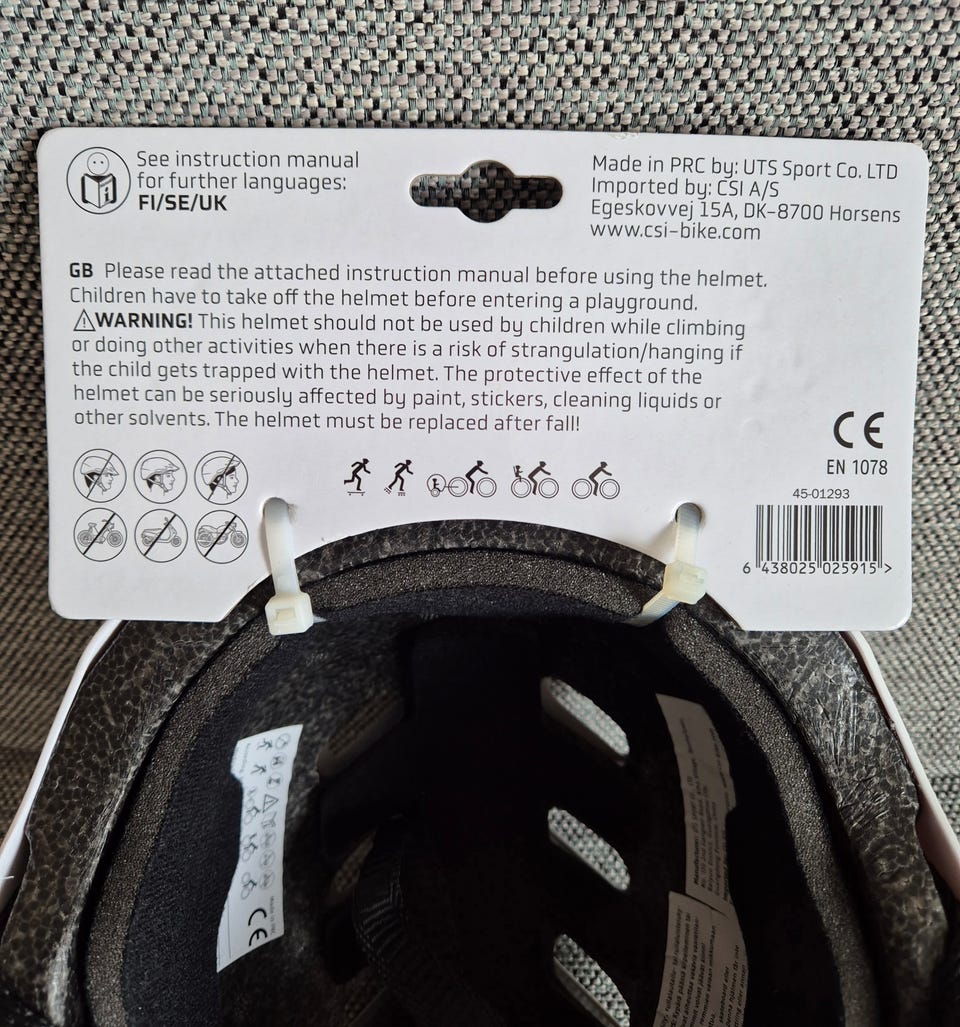 See instruction manual
for further languages:
FI/SE/UK
Made in PRC by: UTS Sport Co. LTD
Imported by: CSI A/S
Egeskovvej 15A, DK-8700 Horsens
www.csi-bike.com
GB Please read the attached instruction manual before using the helmet.
Children have to take off the helmet before entering a playground.
WARNING! This helmet should not be used by children while climbing
or doing other activities when there is a risk of strangulation/hanging if
the child gets trapped with the helmet. The protective effect of the
helmet can be seriously affected by paint, stickers, cleaning liquids or
other solvents. The helmet must be replaced after fall!
CE
EN 1078
45-01293
6 438025 025915 >
CE